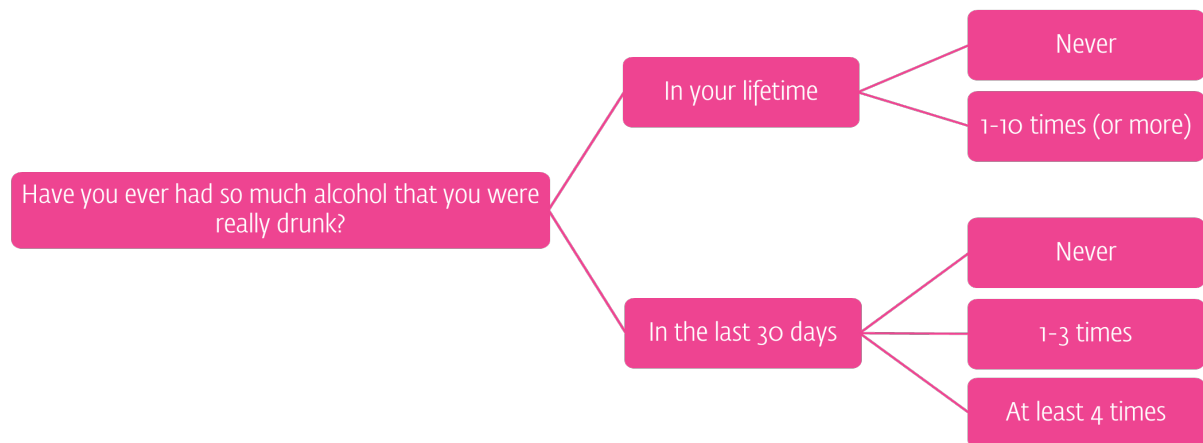 Have you ever had so much alcohol that you were
really drunk?
In your lifetime
Never
1-10 times (or more)
In the last 30 days
Never
1-3 times
At least 4 times